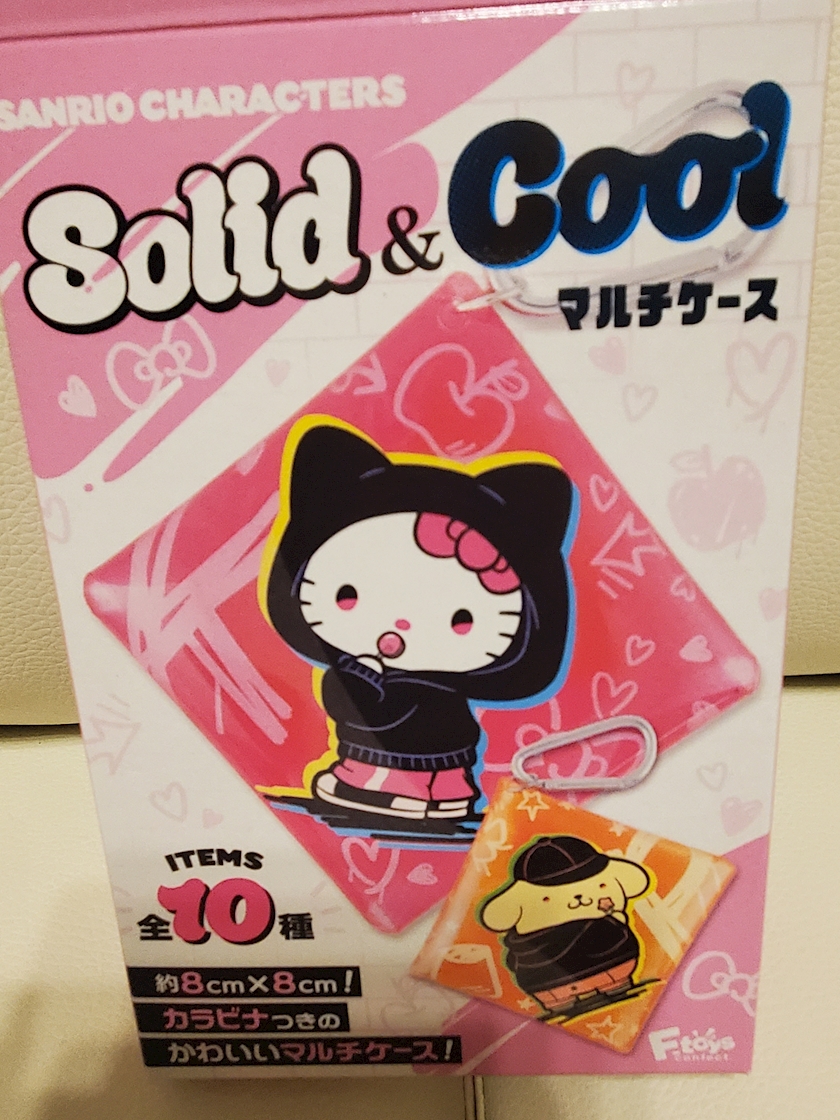 SANRIO CHARACTERS
Solid & Cool
マルチケース
ITEMS
全10種
約8cm×8cm!
カラビナつきの
かわいいマルチケース!
F-toys
confect.